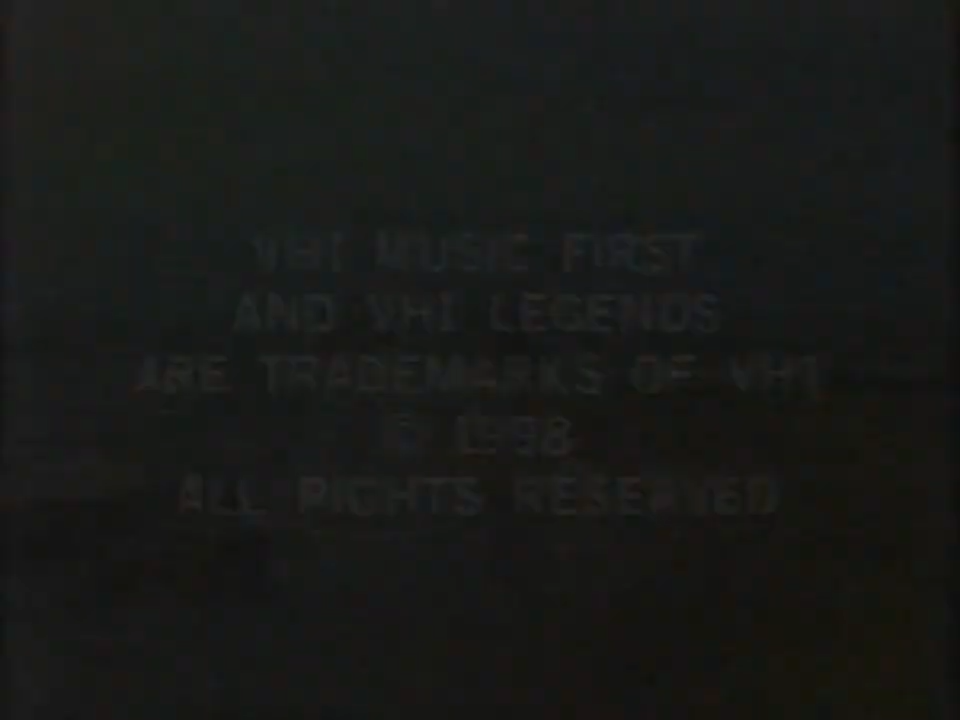 VH1 MUSIC FIRST
AND VH1 LEGENDS
ARE TRADEMARKS OF VH1
© 1998
ALL RIGHTS RESERVED